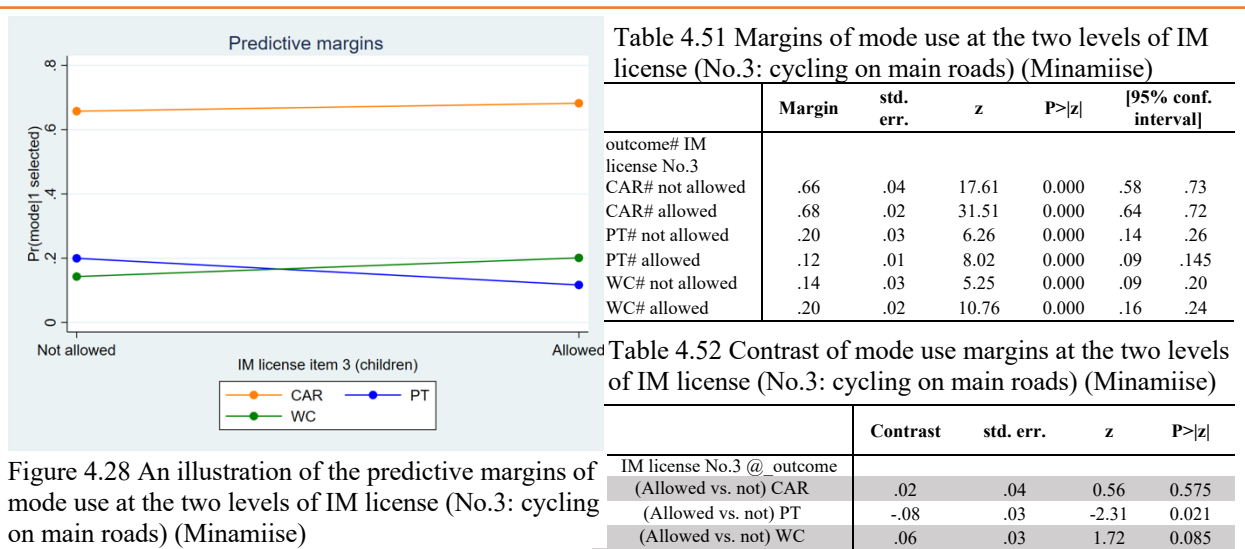 Predictive margins
Pr(mode|1 selected)
.8
.6
.4
.2
0
Not allowed
Allowed
IM license item 3 (children)
CAR
PT
WC
Figure 4.28 An illustration of the predictive margins of
mode use at the two levels of IM license (No.3: cycling
on main roads) (Minamiise)
Table 4.51 Margins of mode use at the two levels of IM
license (No.3: cycling on main roads) (Minamiise)
Margin std. err. z P>|z| [95% conf. interval]
outcome# IM
license No.3
CAR# not allowed .66 .04 17.61 0.000 .58 .73
CAR# allowed .68 .02 31.51 0.000 .64 .72
PT# not allowed .20 .03 6.26 0.000 .14 .26
PT# allowed .12 .01 8.02 0.000 .09 .145
WC# not allowed .14 .03 5.25 0.000 .09 .20
WC# allowed .20 .02 10.76 0.000 .16 .24
Table 4.52 Contrast of mode use margins at the two levels
of IM license (No.3: cycling on main roads) (Minamiise)
Contrast std. err. z P>|z|
IM license No.3 @_outcome
(Allowed vs. not) CAR .02 .04 0.56 0.575
(Allowed vs. not) PT -.08 .03 -2.31 0.021
(Allowed vs. not) WC .06 .03 1.72 0.085